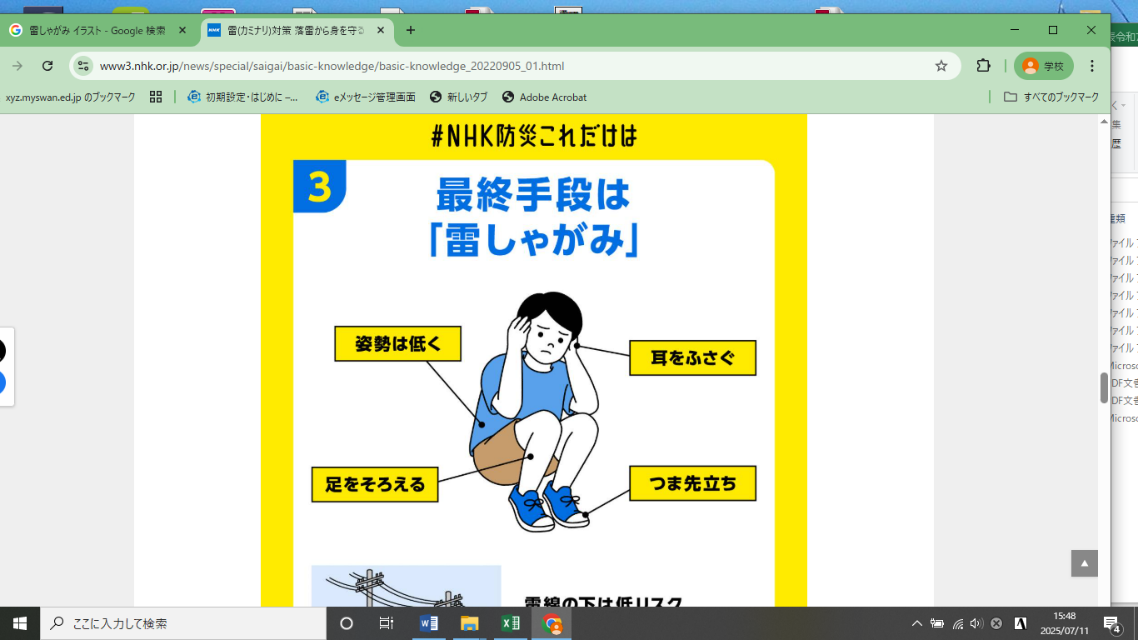 雷しゃがみ イラスト - Google 検索
雷(カミナリ)対策 落雷から身を守る
www3.nhk.or.jp/news/special/saigai/basic-knowledge/basic-knowledge_20220905_01.html
学校
xyz.myswan.ed.jp のブックマーク
初期設定・はじめに –...
eメッセージ管理画面
新しいタブ
Adobe Acrobat
すべてのブックマーク
#NHK防災これだけは
3
最終手段は
「雷しゃがみ」
姿勢は低く
耳をふさぐ
足をそろえる
つま先立ち
電線の下は低リスク
ここに入力して検索
15:48
2025/07/11
4